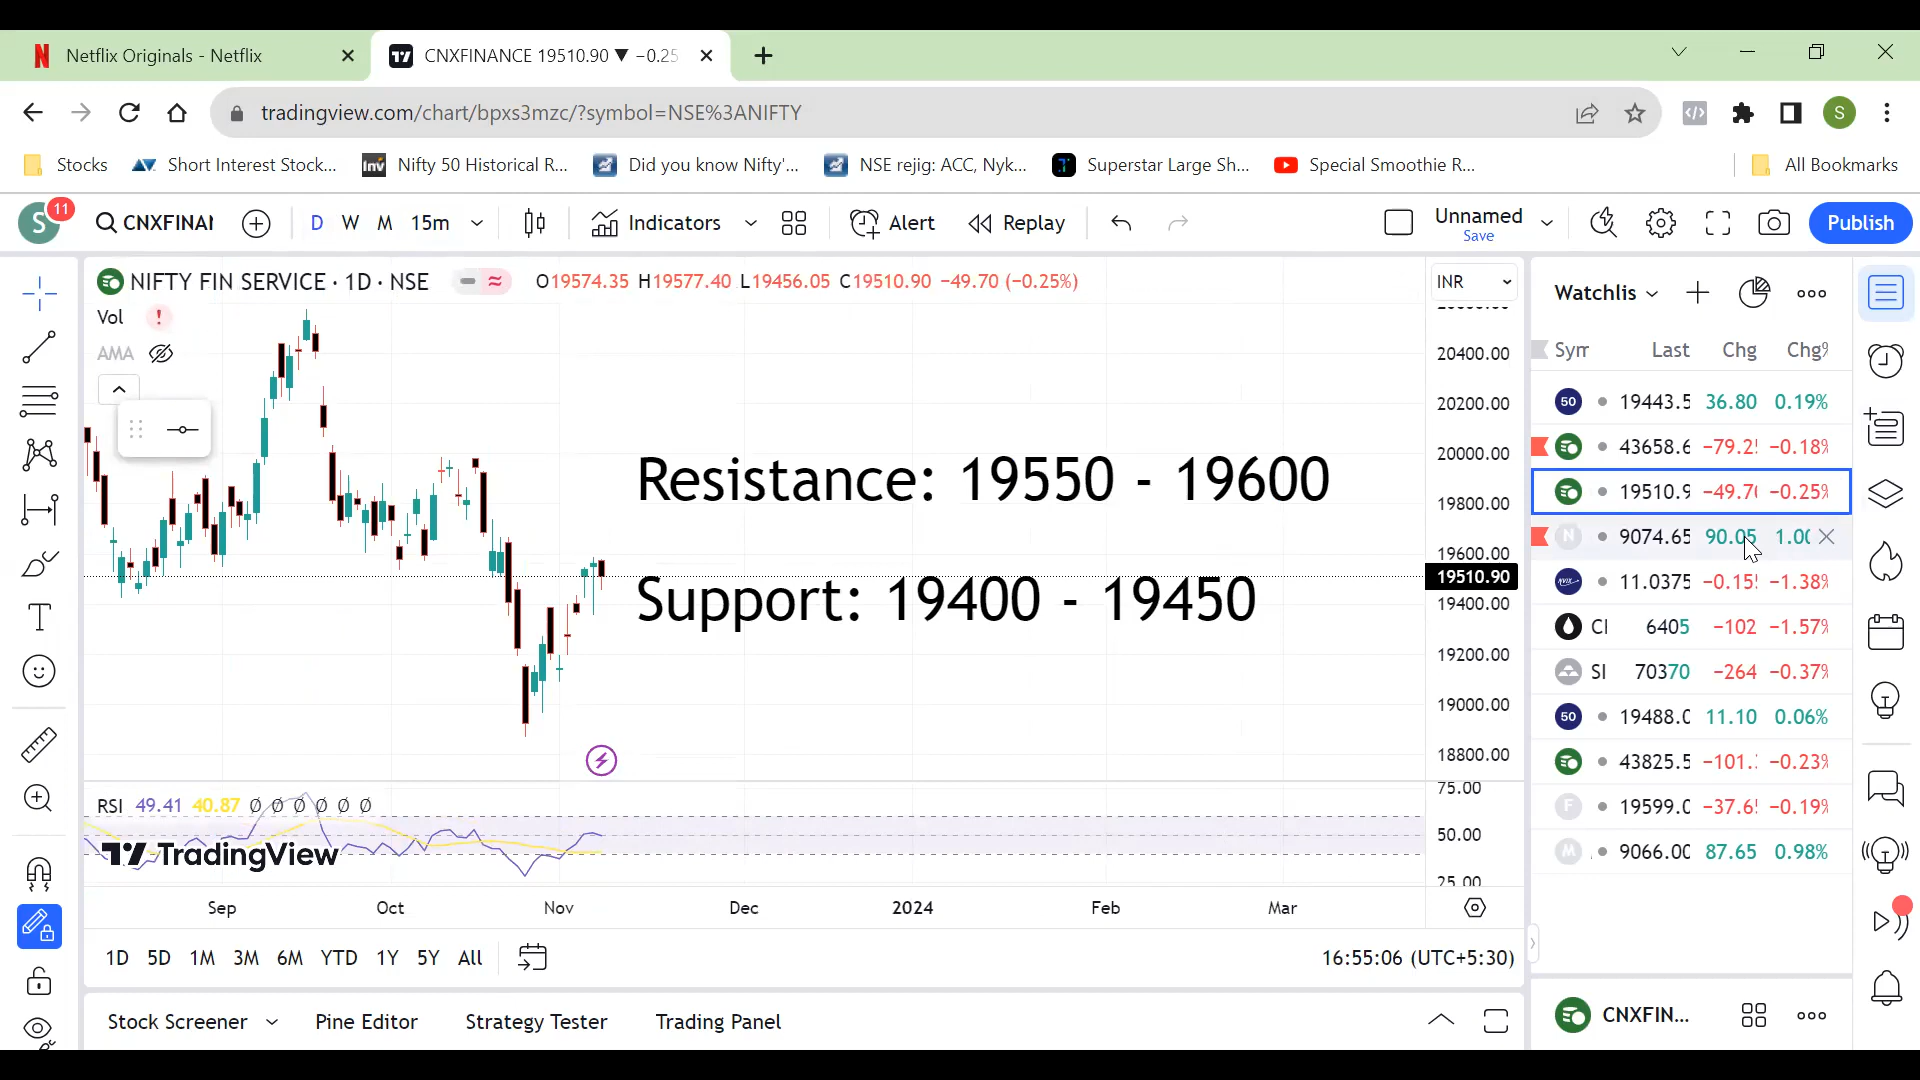 Netflix Originals - Netflix
CNXFINANCE 19510.90 ▼ −0.25
tradingview.com/chart/bpxs3mzc/?symbol=NSE%3ANIFTY
S
Stocks
Short Interest Stock...
Inv
Nifty 50 Historical R...
Did you know Nifty'...
NSE rejig: ACC, Nyk...
Superstar Large Sh...
Special Smoothie R...
All Bookmarks
S 11
CNXFINAN
D W M 15m
Indicators
Alert
Replay
Unnamed
Save
Publish
NIFTY FIN SERVICE · 1D · NSE
O19574.35 H19577.40 L19456.05 C19510.90 −49.70 (−0.25%)
INR
Vol
AMA
20400.00
20200.00
20000.00
19800.00
19600.00
19510.90
19400.00
19200.00
19000.00
18800.00
Resistance: 19550 - 19600
Support: 19400 - 19450
RSI 49.41 40.87 Ø Ø Ø Ø Ø Ø
75.00
50.00
25.00
TradingView
Sep Oct Nov Dec 2024 Feb Mar
1D 5D 1M 3M 6M YTD 1Y 5Y All
16:55:06 (UTC+5:30)
Stock Screener
Pine Editor
Strategy Tester
Trading Panel
Watchlis
Sym Last Chg Chg%
50 19443.5 36.80 0.19%
43658.6 −79.2 −0.18%
19510.9 −49.70 −0.25%
N 9074.65 90.05 1.00
11.0375 −0.15 −1.38%
CI 6405 −102 −1.57%
SI 70370 −264 −0.37%
50 19488.0 11.10 0.06%
43825.5 −101. −0.23%
F 19599.0 −37.6 −0.19%
M 9066.00 87.65 0.98%
CNXFIN...